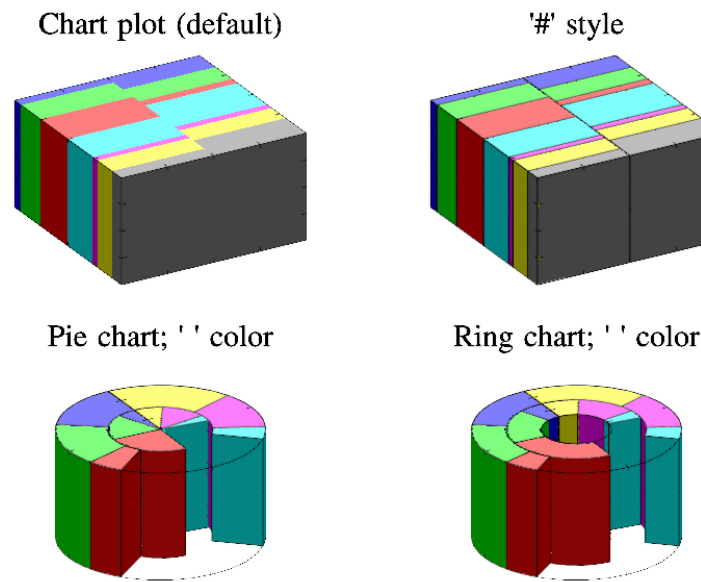 Chart plot (default)
'#' style
Pie chart; ' ' color
Ring chart; ' ' color